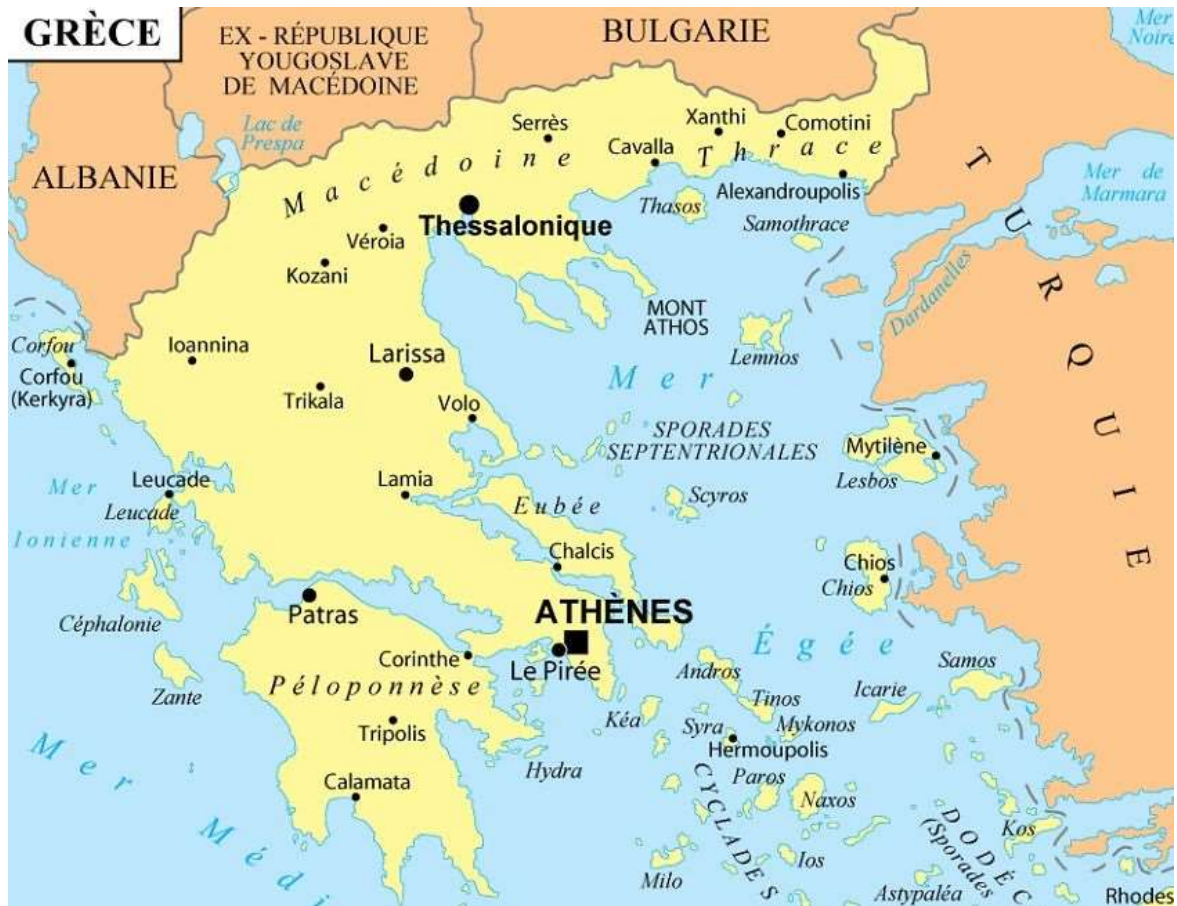 GRÈCE
EX - RÉPUBLIQUE
YOUGOSLAVE
DE MACÉDOINE
BULGARIE
Mer
Noire
ALBANIE
Lac de
Prespa
Macédoine
Serrès
Xanthi
Comotini
Cavalla
Thrace
Alexandroupolis
Thasos
Samothrace
Mer de
Marmara
TURQUIE
Dardanelles
Thessalonique
Véroia
Kozani
MONT
ATHOS
Lemnos
Corfou
Corfou
(Kerkyra)
Ioannina
Larissa
Trikala
Volo
Mer
Égée
SPORADES
SEPTENTRIONALES
Mytilène
Lesbos
Leucade
Leucade
Mer
Ionienne
Lamia
Eubée
Scyros
Chalcis
Chios
Chios
Céphalonie
Patras
ATHÈNES
Le Pirée
Corinthe
Péloponnèse
Zante
Tripolis
Calamata
Hydra
Kéa
Andros
Tinos
Mykonos
Syra
Hermoupolis
Icarie
Samos
Paros
Naxos
CYCLADES
Ios
Milo
DODÉC
(Sporades
Kos
Astypaléa
Rhodes
Mer Médi